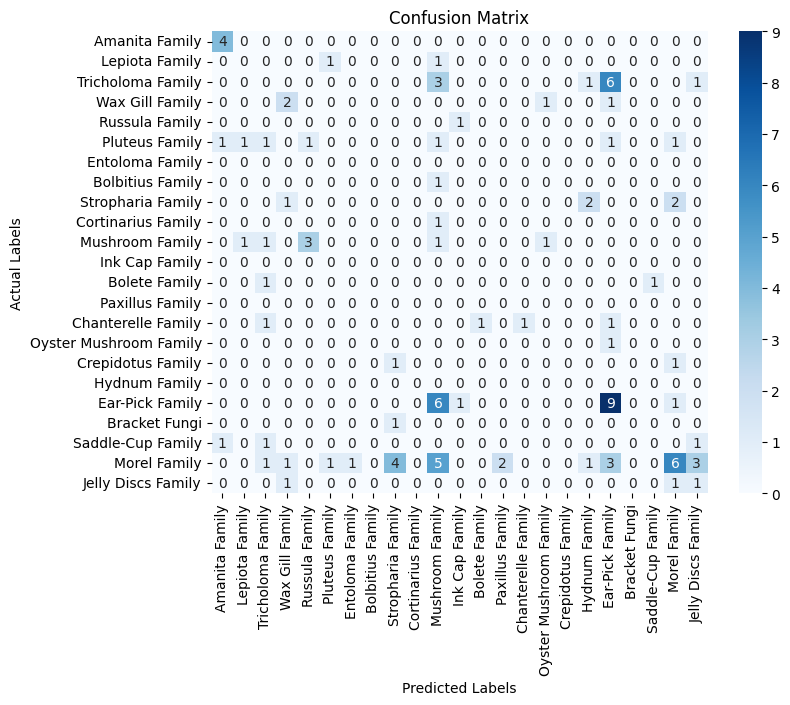 Confusion Matrix
Amanita Family 4 0 0 0 0 0 0 0 0 0 0 0 0 0 0 0 0 0 0 0 0 0 0
Lepiota Family 0 0 0 0 0 1 0 0 0 0 1 0 0 0 0 0 0 0 0 0 0 0 0
Tricholoma Family 0 0 0 0 0 0 0 0 0 0 3 0 0 0 0 0 0 1 6 0 0 0 1
Wax Gill Family 0 0 0 2 0 0 0 0 0 0 0 0 0 0 0 1 0 0 1 0 0 0 0
Russula Family 0 0 0 0 0 0 0 0 0 0 0 1 0 0 0 0 0 0 0 0 0 0 0
Pluteus Family 1 1 1 0 1 0 0 0 0 0 1 0 0 0 0 0 0 0 1 0 0 1 0
Entoloma Family 0 0 0 0 0 0 0 0 0 0 0 0 0 0 0 0 0 0 0 0 0 0 0
Bolbitius Family 0 0 0 0 0 0 0 0 0 0 1 0 0 0 0 0 0 0 0 0 0 0 0
Stropharia Family 0 0 0 1 0 0 0 0 0 0 0 0 0 0 0 0 0 2 0 0 0 2 0
Cortinarius Family 0 0 0 0 0 0 0 0 0 0 1 0 0 0 0 0 0 0 0 0 0 0 0
Mushroom Family 0 1 1 0 3 0 0 0 0 0 1 0 0 0 0 1 0 0 0 0 0 0 0
Ink Cap Family 0 0 0 0 0 0 0 0 0 0 0 0 0 0 0 0 0 0 0 0 0 0 0
Bolete Family 0 0 1 0 0 0 0 0 0 0 0 0 0 0 0 0 0 0 0 0 1 0 0
Paxillus Family 0 0 0 0 0 0 0 0 0 0 0 0 0 0 0 0 0 0 0 0 0 0 0
Chanterelle Family 0 0 1 0 0 0 0 0 0 0 0 0 1 0 1 0 0 0 1 0 0 0 0
Oyster Mushroom Family 0 0 0 0 0 0 0 0 0 0 0 0 0 0 0 0 0 0 1 0 0 0 0
Crepidotus Family 0 0 0 0 0 0 0 0 1 0 0 0 0 0 0 0 0 0 0 0 0 1 0
Hydnum Family 0 0 0 0 0 0 0 0 0 0 0 0 0 0 0 0 0 0 0 0 0 0 0
Ear-Pick Family 0 0 0 0 0 0 0 0 0 0 6 1 0 0 0 0 0 0 9 0 0 1 0
Bracket Fungi 0 0 0 0 0 0 0 0 1 0 0 0 0 0 0 0 0 0 0 0 0 0 0
Saddle-Cup Family 1 0 1 0 0 0 0 0 0 0 0 0 0 0 0 0 0 0 0 0 0 0 1
Morel Family 0 0 1 1 0 1 1 0 4 0 5 0 0 2 0 0 0 1 3 0 0 6 3
Jelly Discs Family 0 0 0 1 0 0 0 0 0 0 0 0 0 0 0 0 0 0 0 0 0 1 1
Actual Labels
Amanita Family
Lepiota Family
Tricholoma Family
Wax Gill Family
Russula Family
Pluteus Family
Entoloma Family
Bolbitius Family
Stropharia Family
Cortinarius Family
Mushroom Family
Ink Cap Family
Bolete Family
Paxillus Family
Chanterelle Family
Oyster Mushroom Family
Crepidotus Family
Hydnum Family
Ear-Pick Family
Bracket Fungi
Saddle-Cup Family
Morel Family
Jelly Discs Family
Predicted Labels
9
8
7
6
5
4
3
2
1
0